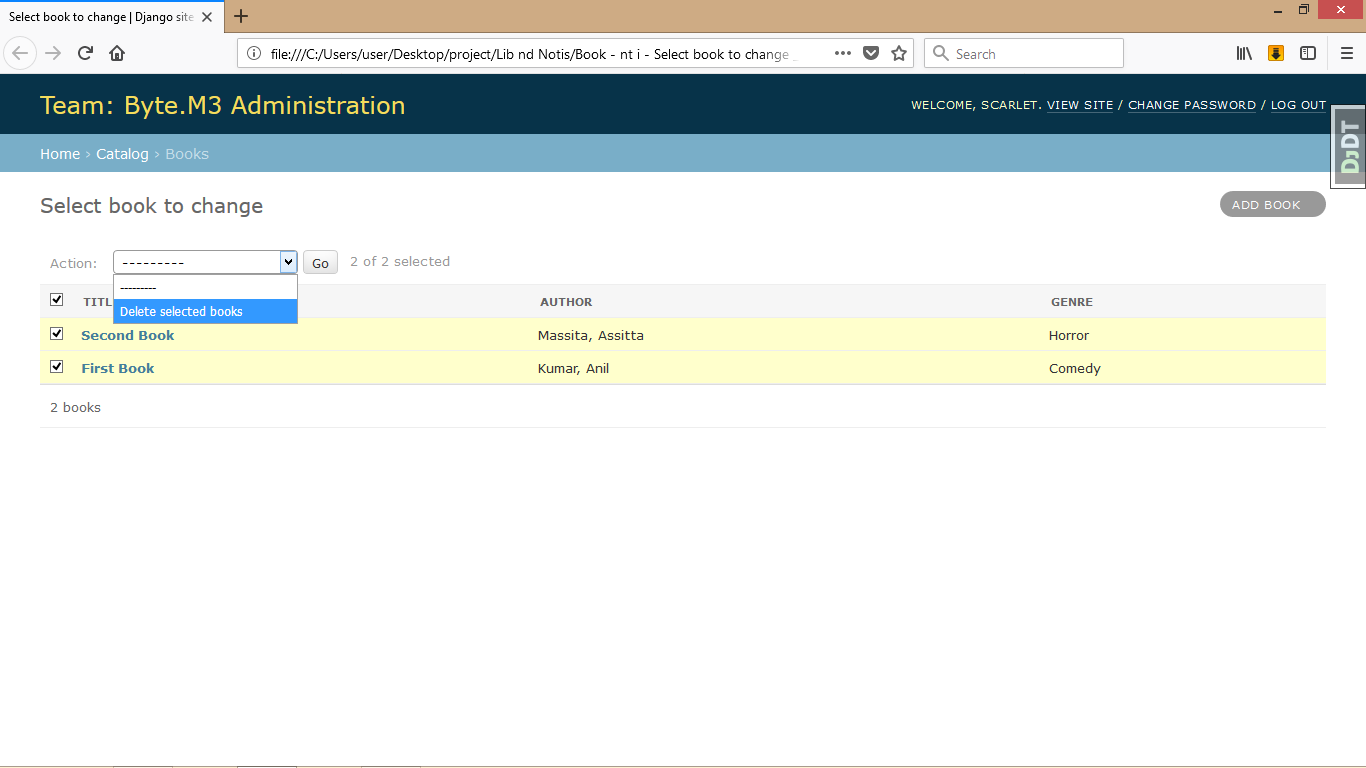 Select book to change | Django site
file:///C:/Users/user/Desktop/project/Lib nd Notis/Book - nt i - Select book to change
Search
Team: Byte.M3 Administration
WELCOME, SCARLET. VIEW SITE / CHANGE PASSWORD / LOG OUT
DJDT
Home › Catalog › Books
Select book to change
ADD BOOK
Action: --------- Go 2 of 2 selected
---------
Delete selected books
TITL AUTHOR GENRE
Second Book Massita, Assitta Horror
First Book Kumar, Anil Comedy
2 books